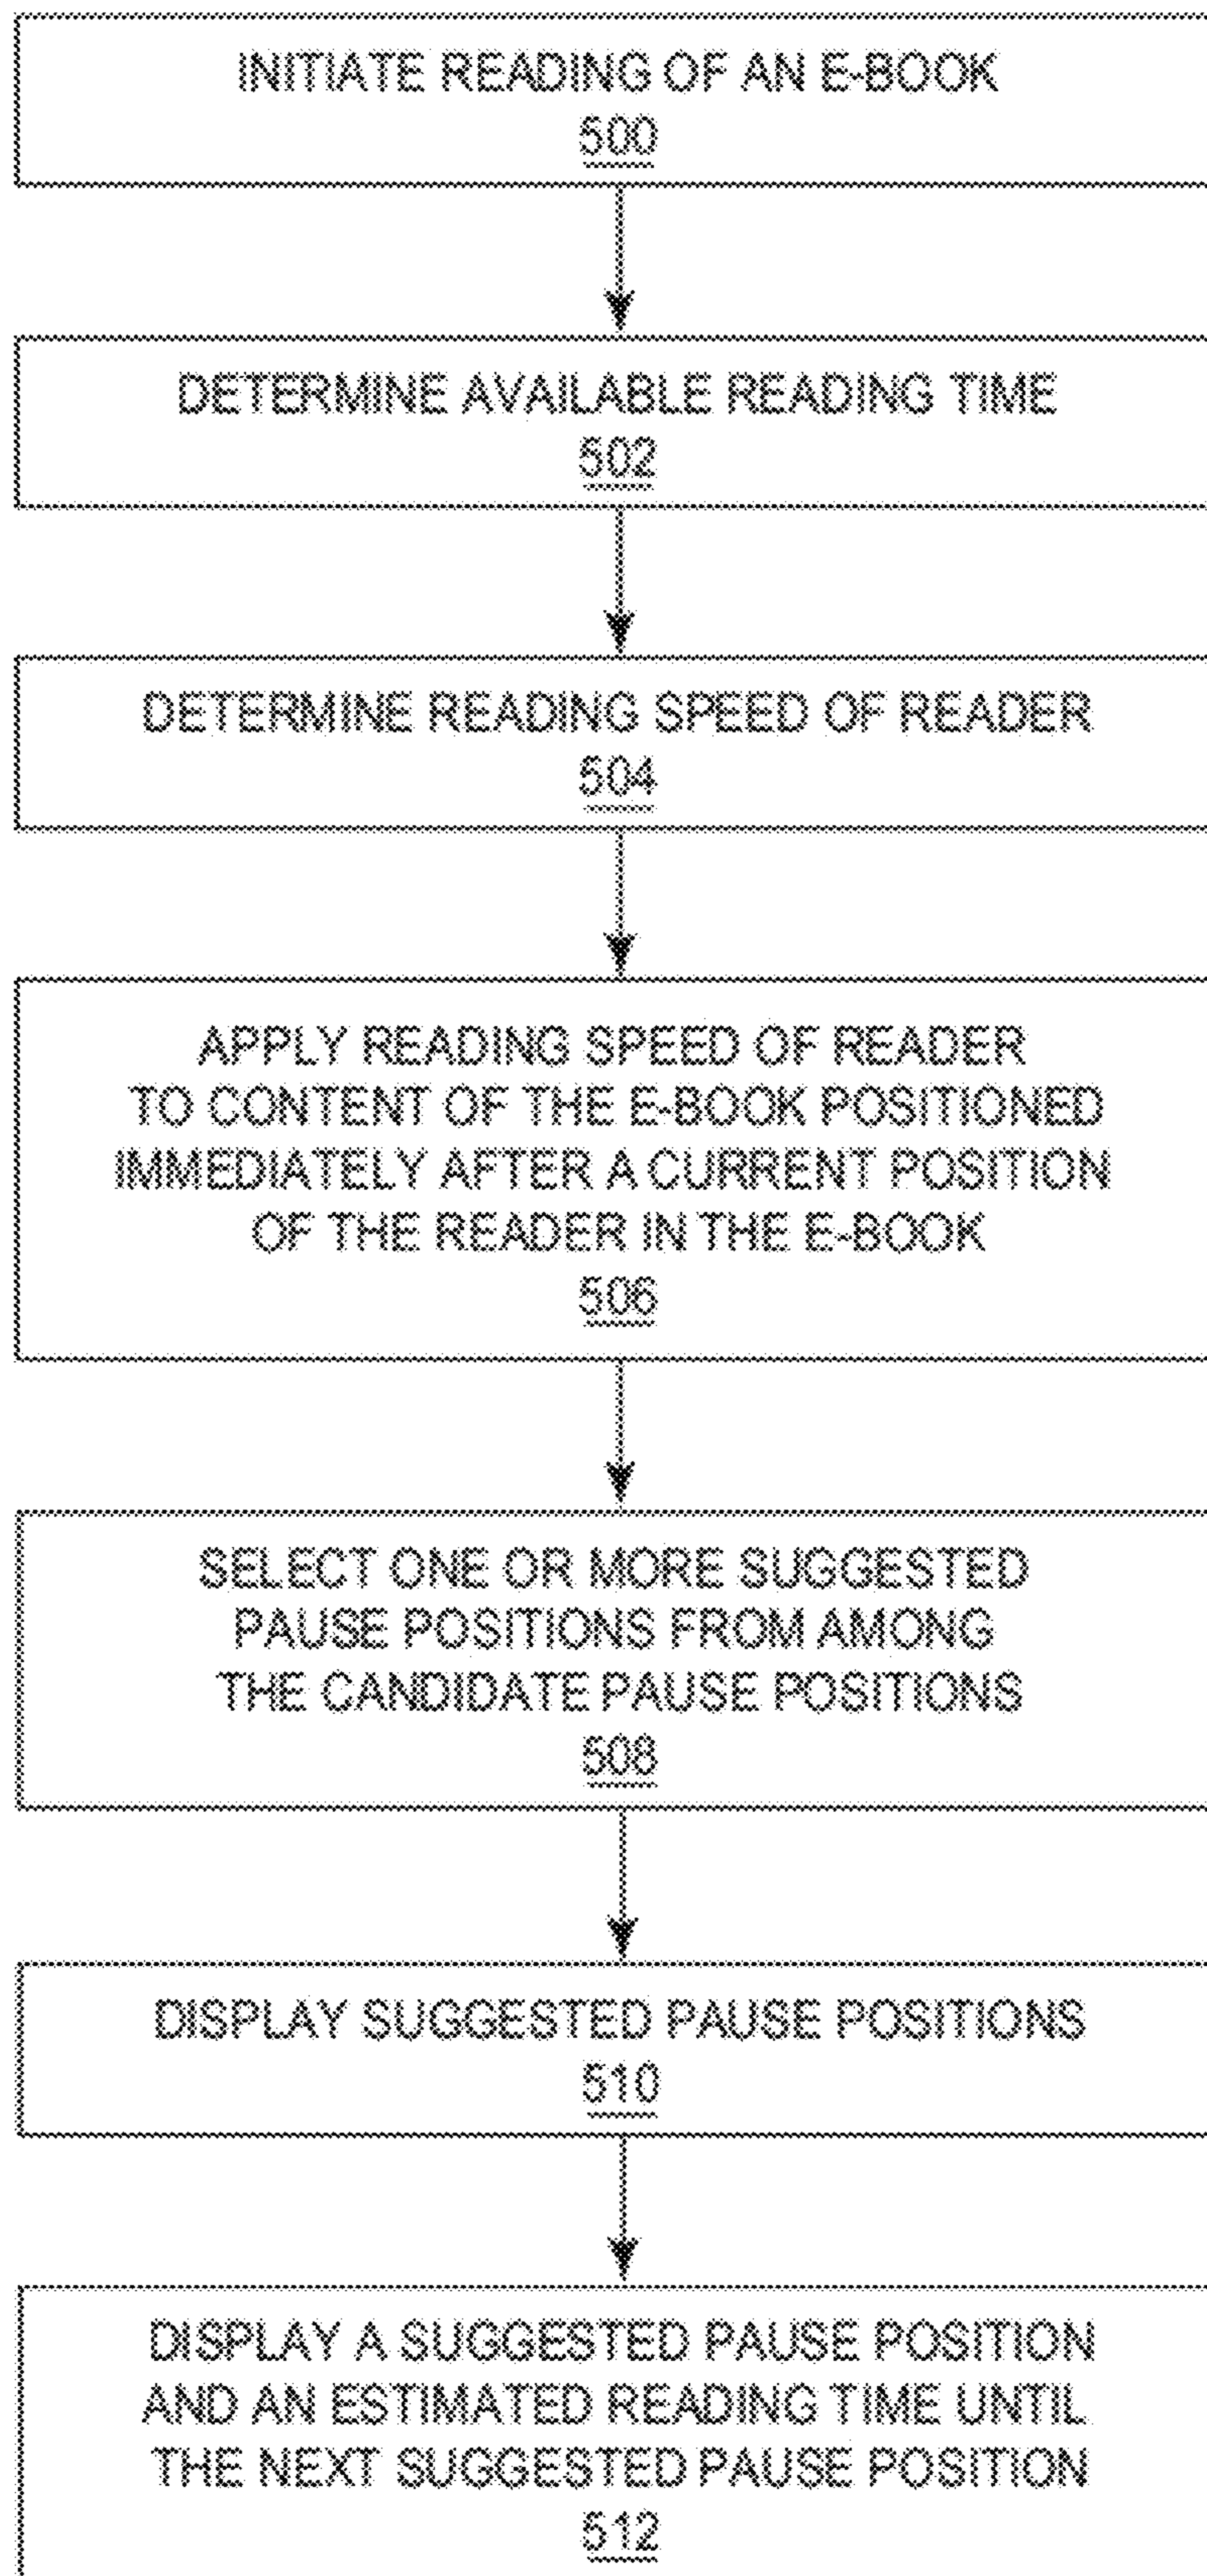 INITIATE READING OF AN E-BOOK
500
DETERMINE AVAILABLE READING TIME
502
DETERMINE READING SPEED OF READER
504
APPLY READING SPEED OF READER
TO CONTENT OF THE E-BOOK POSITIONED
IMMEDIATELY AFTER A CURRENT POSITION
OF THE READER IN THE E-BOOK
506
SELECT ONE OR MORE SUGGESTED
PAUSE POSITIONS FROM AMONG
THE CANDIDATE PAUSE POSITIONS
508
DISPLAY SUGGESTED PAUSE POSITIONS
510
DISPLAY A SUGGESTED PAUSE POSITION
AND AN ESTIMATED READING TIME UNTIL
THE NEXT SUGGESTED PAUSE POSITION
512